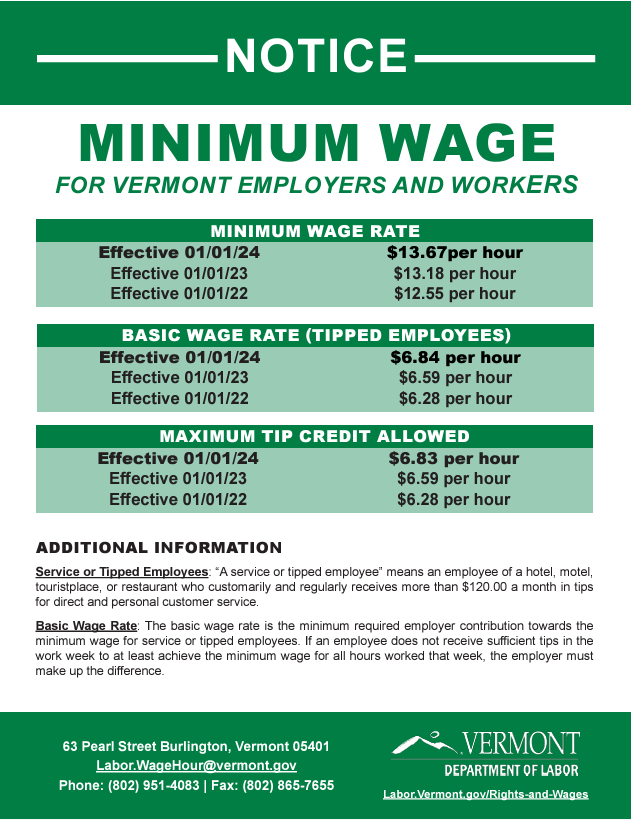 NOTICE
MINIMUM WAGE
FOR VERMONT EMPLOYERS AND WORKERS
MINIMUM WAGE RATE
Effective 01/01/24 $13.67per hour
Effective 01/01/23 $13.18 per hour
Effective 01/01/22 $12.55 per hour
BASIC WAGE RATE (TIPPED EMPLOYEES)
Effective 01/01/24 $6.84 per hour
Effective 01/01/23 $6.59 per hour
Effective 01/01/22 $6.28 per hour
MAXIMUM TIP CREDIT ALLOWED
Effective 01/01/24 $6.83 per hour
Effective 01/01/23 $6.59 per hour
Effective 01/01/22 $6.28 per hour
ADDITIONAL INFORMATION
Service or Tipped Employees: “A service or tipped employee” means an employee of a hotel, motel,
touristplace, or restaurant who customarily and regularly receives more than $120.00 a month in tips
for direct and personal customer service.
Basic Wage Rate: The basic wage rate is the minimum required employer contribution towards the
minimum wage for service or tipped employees. If an employee does not receive sufficient tips in the
work week to at least achieve the minimum wage for all hours worked that week, the employer must
make up the difference.
63 Pearl Street Burlington, Vermont 05401
Labor.WageHour@vermont.gov
Phone: (802) 951-4083 | Fax: (802) 865-7655
VERMONT
DEPARTMENT OF LABOR
Labor.Vermont.gov/Rights-and-Wages